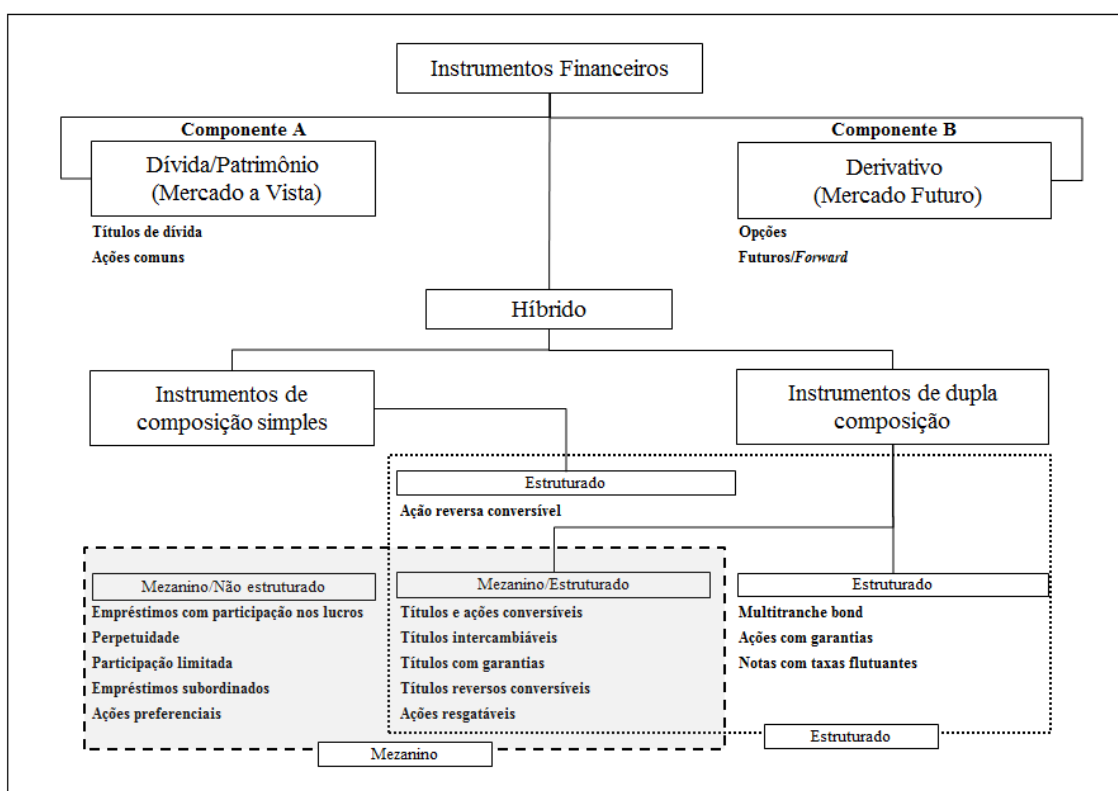 Instrumentos Financeiros
Componente A
Dívida/Patrimônio
(Mercado a Vista)
Títulos de dívida
Ações comuns
Componente B
Derivativo
(Mercado Futuro)
Opções
Futuros/Forward
Híbrido
Instrumentos de
composição simples
Instrumentos de dupla
composição
Estruturado
Ação reversa conversível
Mezanino/Não estruturado
Empréstimos com participação nos lucros
Perpetuidade
Participação limitada
Empréstimos subordinados
Ações preferenciais
Mezanino/Estruturado
Títulos e ações conversíveis
Títulos intercambiáveis
Títulos com garantias
Títulos reversos conversíveis
Ações resgatáveis
Estruturado
Multitranche bond
Ações com garantias
Notas com taxas flutuantes
Estruturado
Mezanino